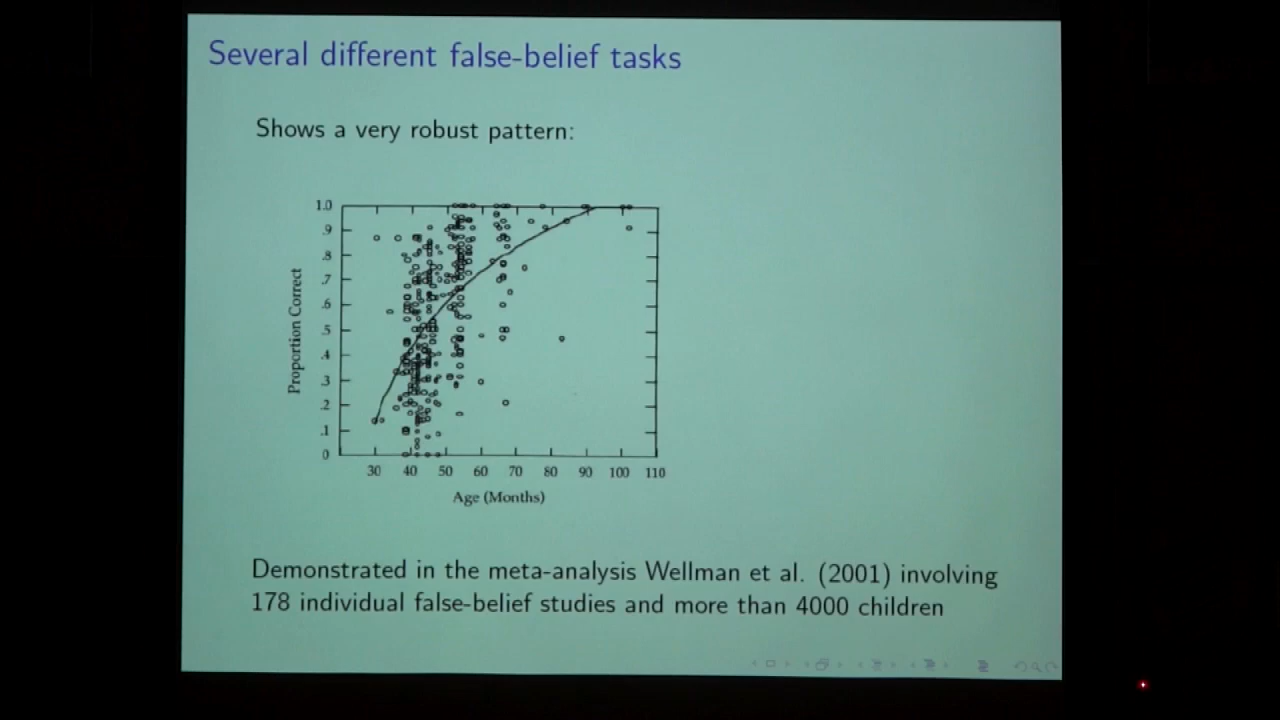 Several different false-belief tasks
Shows a very robust pattern:
1.0
.9
.8
.7
.6
.5
.4
.3
.2
.1
0
Proportion Correct
30 40 50 60 70 80 90 100 110
Age (Months)
Demonstrated in the meta-analysis Wellman et al. (2001) involving
178 individual false-belief studies and more than 4000 children